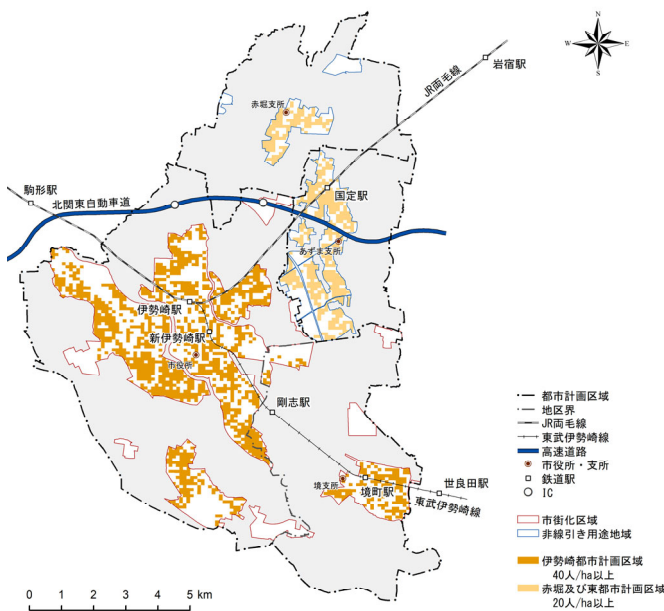 N
W
E
S
岩宿駅
JR両毛線
赤堀支所
駒形駅
国定駅
北関東自動車道
あずま支所
伊勢崎駅
新伊勢崎駅
市役所
剛志駅
境支所
境町駅
世良田駅
東武伊勢崎線
都市計画区域
地区界
JR両毛線
東武伊勢崎線
高速道路
市役所・支所
鉄道駅
IC
市街化区域
非線引き用途地域
伊勢崎都市計画区域
40人/ha以上
赤堀及び東都市計画区域
20人/ha以上
0 1 2 3 4 5 km